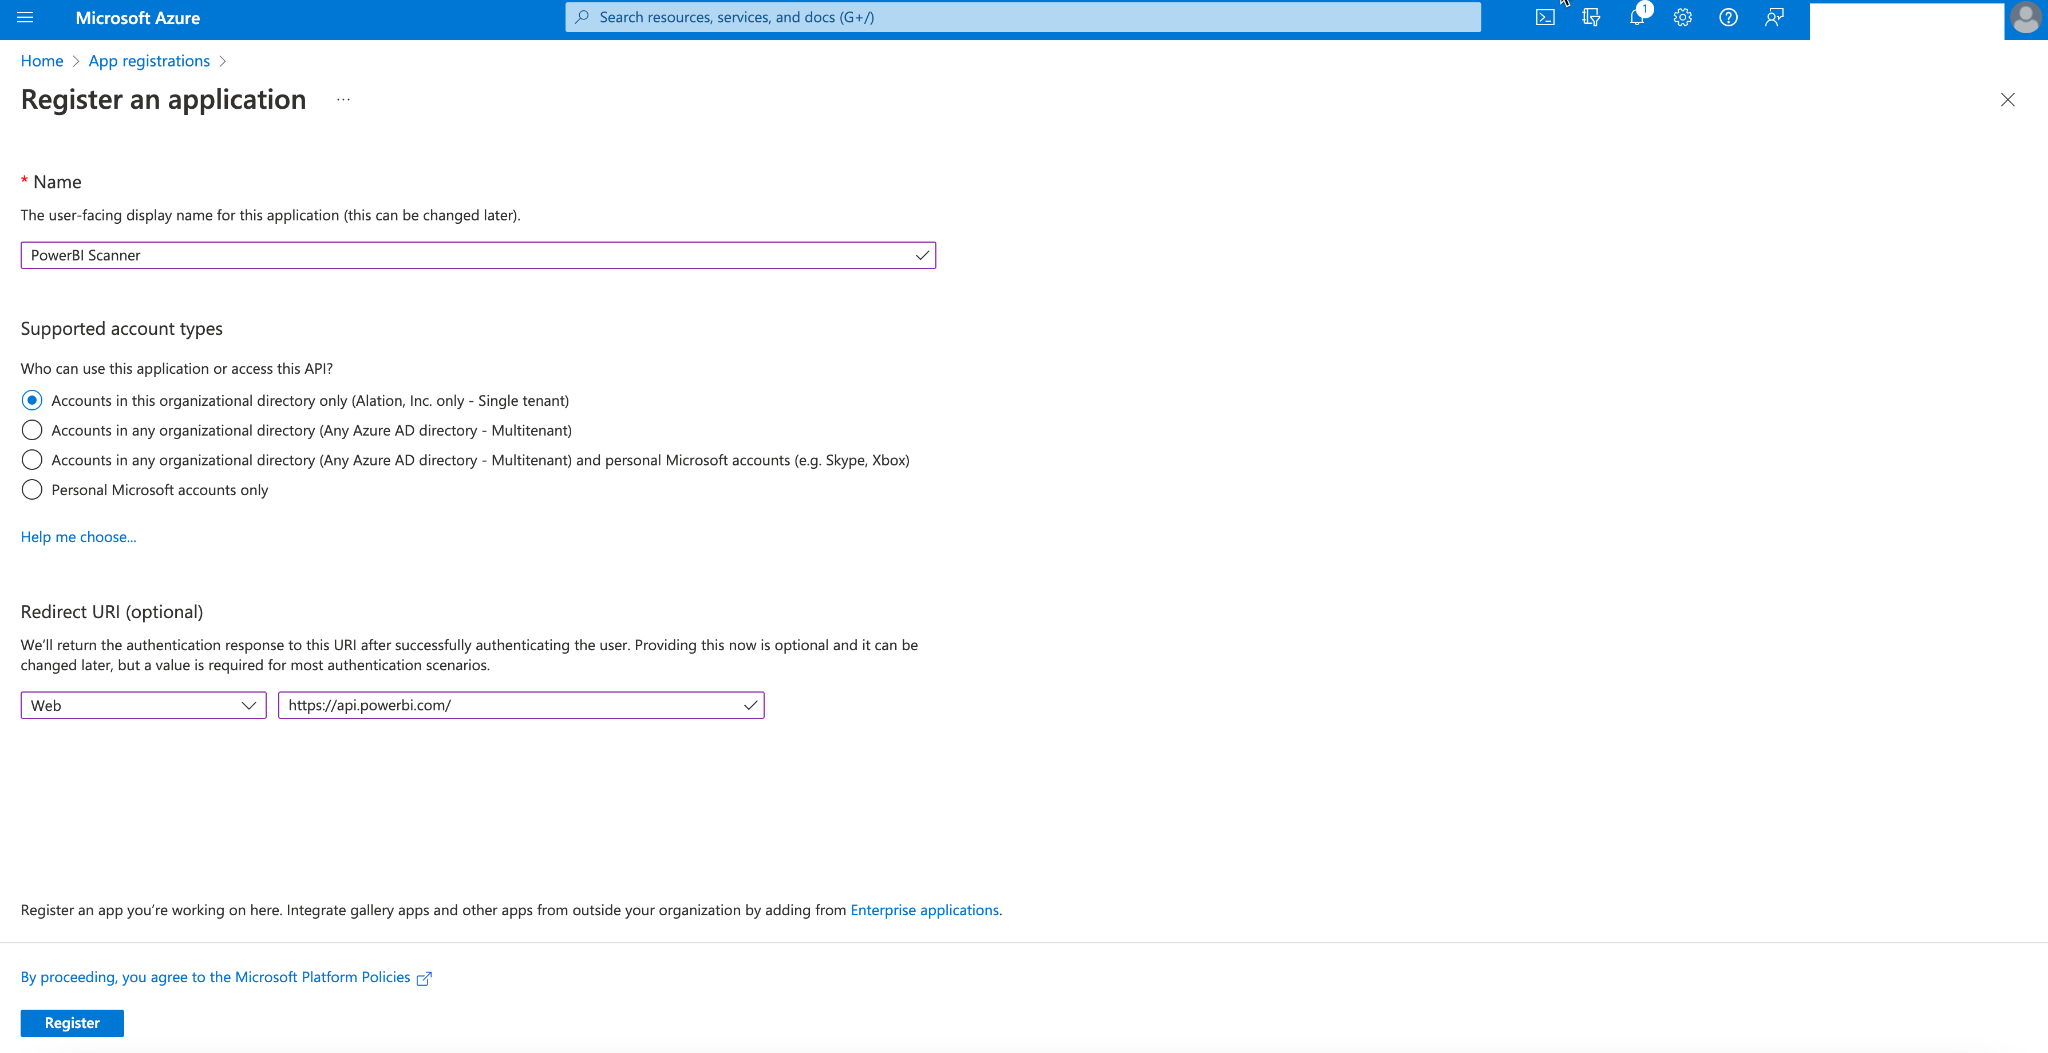 Microsoft Azure
Search resources, services, and docs (G+/)
1
Home > App registrations >
Register an application ...
* Name
The user-facing display name for this application (this can be changed later).
PowerBI Scanner
Supported account types
Who can use this application or access this API?
Accounts in this organizational directory only (Alation, Inc. only - Single tenant)
Accounts in any organizational directory (Any Azure AD directory - Multitenant)
Accounts in any organizational directory (Any Azure AD directory - Multitenant) and personal Microsoft accounts (e.g. Skype, Xbox)
Personal Microsoft accounts only
Help me choose...
Redirect URI (optional)
We'll return the authentication response to this URI after successfully authenticating the user. Providing this now is optional and it can be
changed later, but a value is required for most authentication scenarios.
Web
https://api.powerbi.com/
Register an app you're working on here. Integrate gallery apps and other apps from outside your organization by adding from Enterprise applications.
By proceeding, you agree to the Microsoft Platform Policies
Register